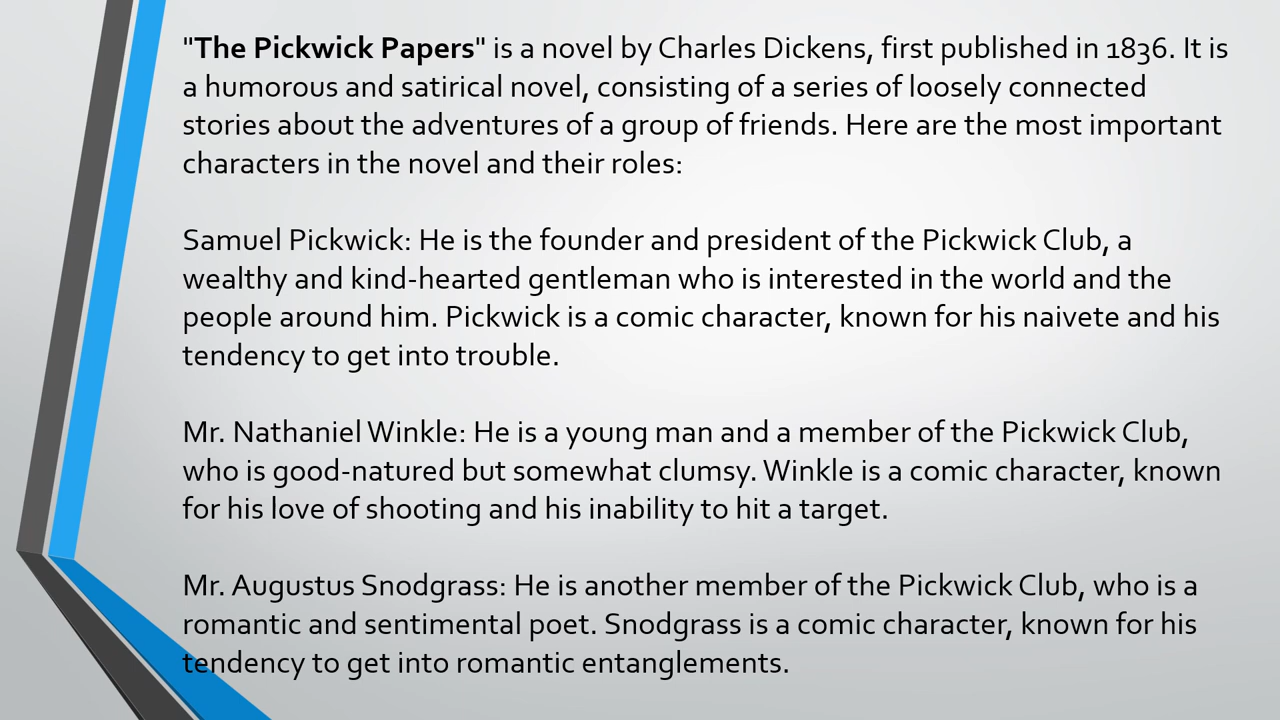 "The Pickwick Papers" is a novel by Charles Dickens, first published in 1836. It is
a humorous and satirical novel, consisting of a series of loosely connected
stories about the adventures of a group of friends. Here are the most important
characters in the novel and their roles:
Samuel Pickwick: He is the founder and president of the Pickwick Club, a
wealthy and kind-hearted gentleman who is interested in the world and the
people around him. Pickwick is a comic character, known for his naivete and his
tendency to get into trouble.
Mr. Nathaniel Winkle: He is a young man and a member of the Pickwick Club,
who is good-natured but somewhat clumsy. Winkle is a comic character, known
for his love of shooting and his inability to hit a target.
Mr. Augustus Snodgrass: He is another member of the Pickwick Club, who is a
romantic and sentimental poet. Snodgrass is a comic character, known for his
tendency to get into romantic entanglements.